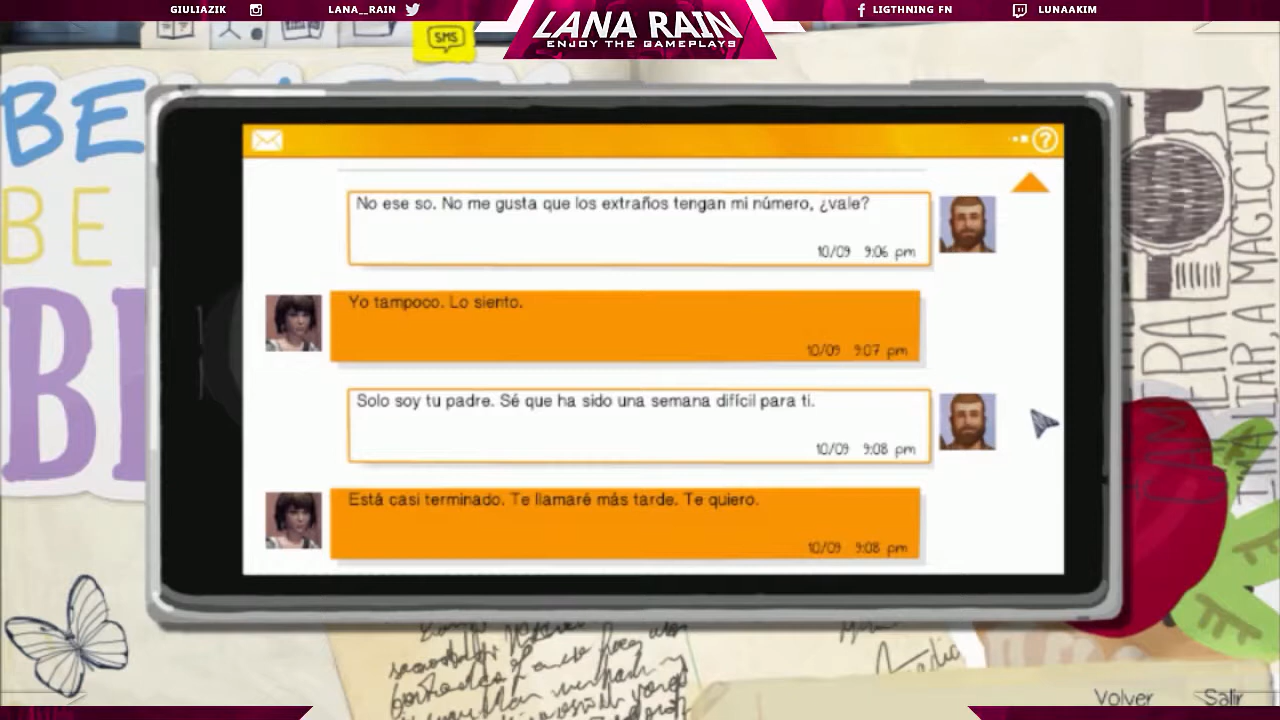 GIULIAZIK
LANA__RAIN
LANA RAIN
ENJOY THE GAMEPLAYS
LIGTHNING FN
LUNAAKIM
SMS
BE
BE
No ese so. No me gusta que los extraños tengan mi número, ¿vale?
10/09 9:06 pm
Yo tampoco. Lo siento.
10/09 9:07 pm
Solo soy tu padre. Sé que ha sido una semana difícil para ti.
10/09 9:08 pm
Está casi terminado. Te llamaré más tarde. Te quiero.
10/09 9:08 pm
A MAGICIAN
Volver
Salir